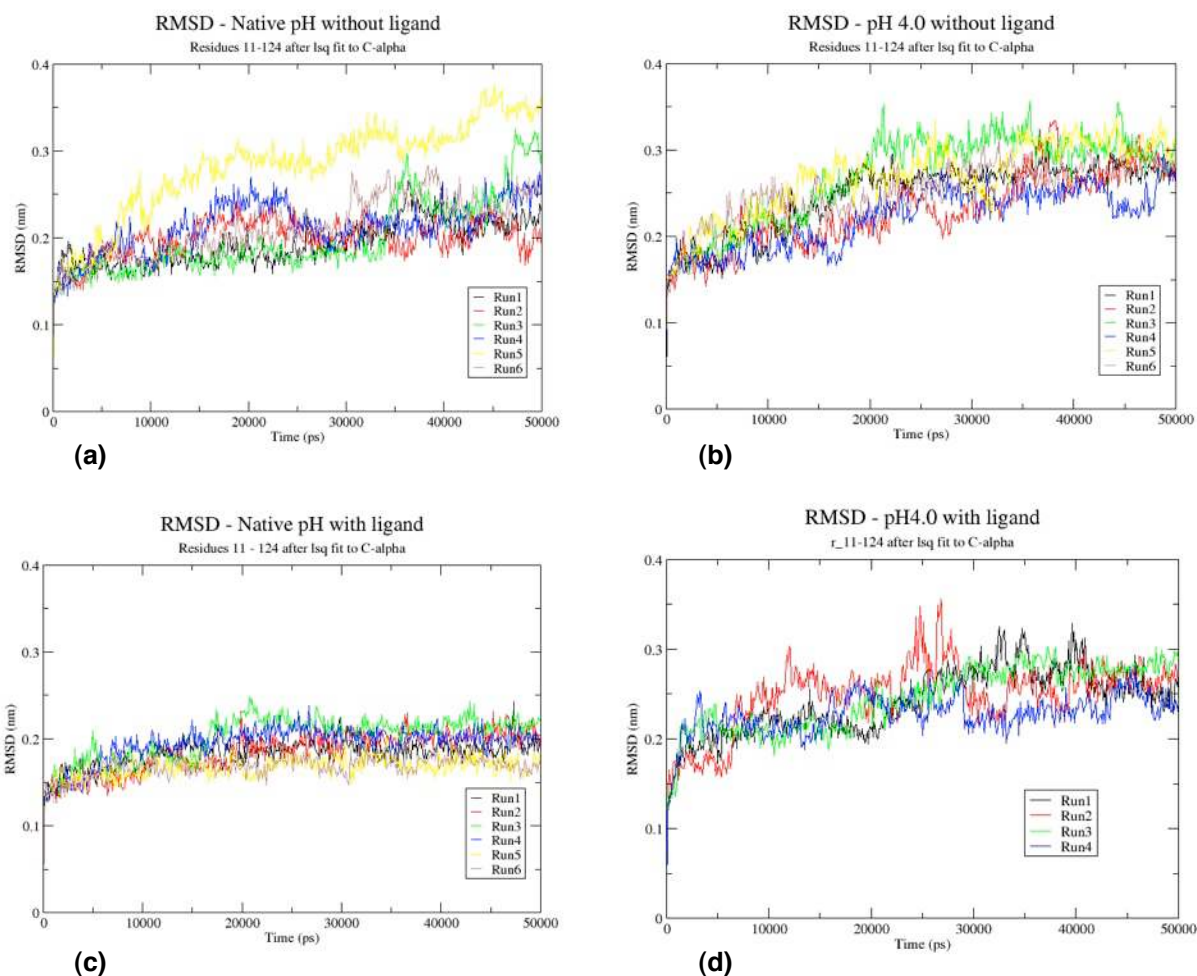 RMSD - Native pH without ligand
Residues 11-124 after lsq fit to C-alpha
0.4
0.3
0.2
0.1
0
RMSD (nm)
Run1
Run2
Run3
Run4
Run5
Run6
0 10000 20000 30000 40000 50000
Time (ps)
(a)
RMSD - pH 4.0 without ligand
Residues 11-124 after lsq fit to C-alpha
0.4
0.3
0.2
0.1
0
RMSD (nm)
Run1
Run2
Run3
Run4
Run5
Run6
0 10000 20000 30000 40000 50000
Time (ps)
(b)
RMSD - Native pH with ligand
Residues 11 - 124 after lsq fit to C-alpha
0.4
0.3
0.2
0.1
0
RMSD (nm)
Run1
Run2
Run3
Run4
Run5
Run6
0 10000 20000 30000 40000 50000
Time (ps)
(c)
RMSD - pH4.0 with ligand
r_11-124 after lsq fit to C-alpha
0.4
0.3
0.2
0.1
0
RMSD (nm)
Run1
Run2
Run3
Run4
0 10000 20000 30000 40000 50000
Time (ps)
(d)